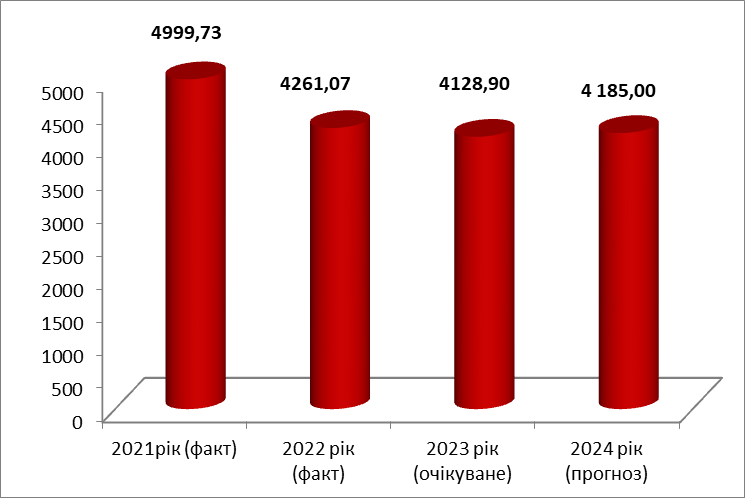 4999,73
4261,07
4128,90
4 185,00
5000
4500
4000
3500
3000
2500
2000
1500
1000
500
0
2021рік (факт)
2022 рік
(факт)
2023 рік
(очікуване)
2024 рік
(прогноз)